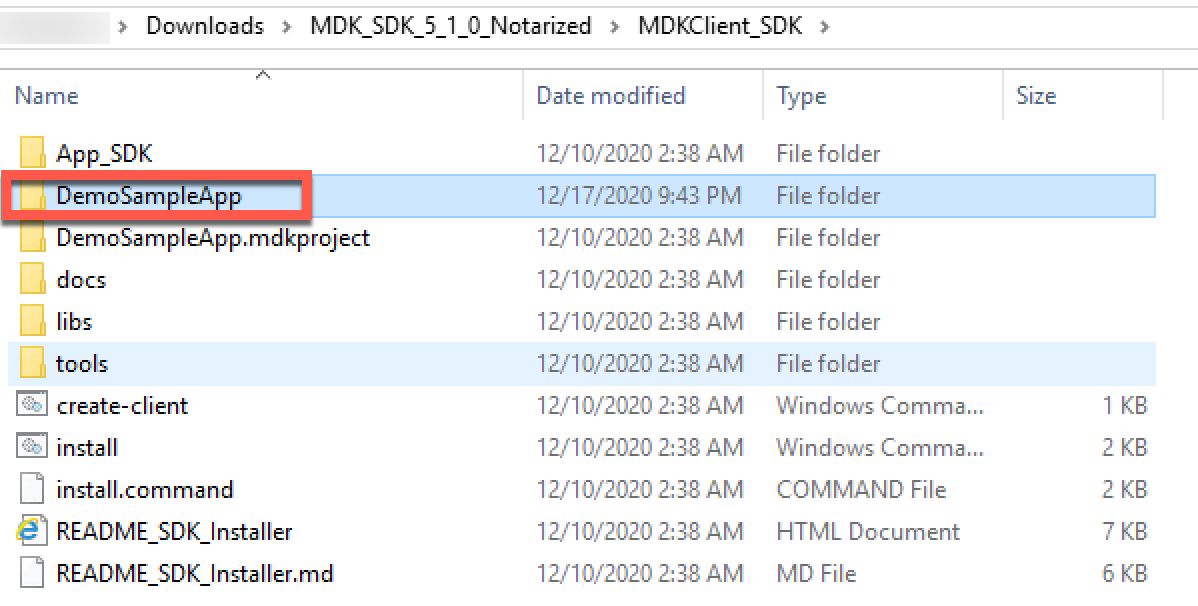 Downloads > MDK_SDK_5_1_0_Notarized > MDKClient_SDK >
Name Date modified Type Size
App_SDK 12/10/2020 2:38 AM File folder
DemoSampleApp 12/17/2020 9:43 PM File folder
DemoSampleApp.mdkproject 12/10/2020 2:38 AM File folder
docs 12/10/2020 2:38 AM File folder
libs 12/10/2020 2:38 AM File folder
tools 12/10/2020 2:38 AM File folder
create-client 12/10/2020 2:38 AM Windows Comma... 1 KB
install 12/10/2020 2:38 AM Windows Comma... 2 KB
install.command 12/10/2020 2:38 AM COMMAND File 2 KB
README_SDK_Installer 12/10/2020 2:38 AM HTML Document 7 KB
README_SDK_Installer.md 12/10/2020 2:38 AM MD File 6 KB